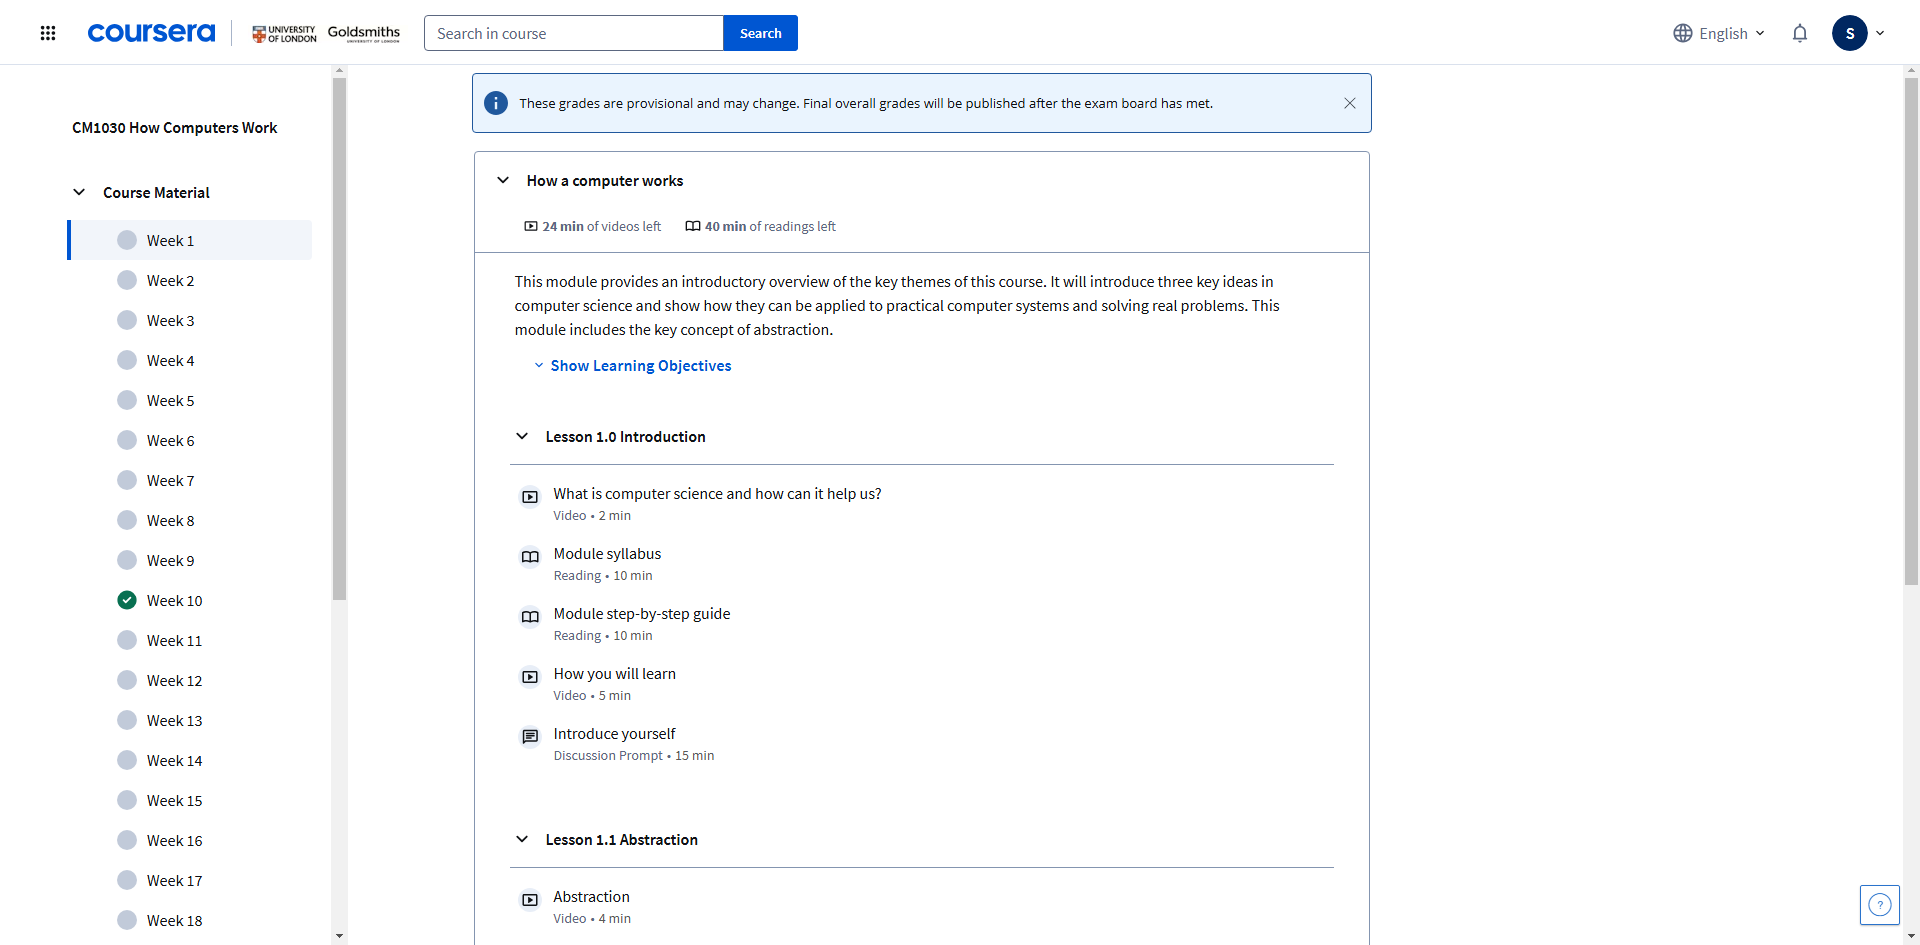 coursera
UNIVERSITY
OF LONDON
Goldsmiths
UNIVERSITY OF LONDON
Search in course
Search
English
S
CM1030 How Computers Work
Course Material
Week 1
Week 2
Week 3
Week 4
Week 5
Week 6
Week 7
Week 8
Week 9
Week 10
Week 11
Week 12
Week 13
Week 14
Week 15
Week 16
Week 17
Week 18
These grades are provisional and may change. Final overall grades will be published after the exam board has met.
How a computer works
24 min of videos left
40 min of readings left
This module provides an introductory overview of the key themes of this course. It will introduce three key ideas in
computer science and show how they can be applied to practical computer systems and solving real problems. This
module includes the key concept of abstraction.
Show Learning Objectives
Lesson 1.0 Introduction
What is computer science and how can it help us?
Video • 2 min
Module syllabus
Reading • 10 min
Module step-by-step guide
Reading • 10 min
How you will learn
Video • 5 min
Introduce yourself
Discussion Prompt • 15 min
Lesson 1.1 Abstraction
Abstraction
Video • 4 min
?